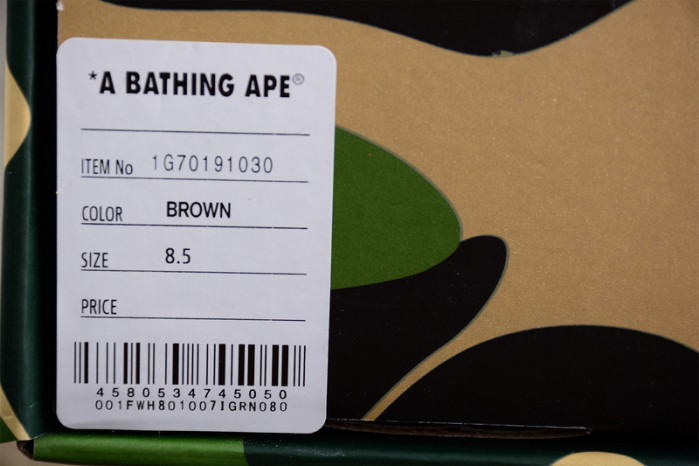 *A BATHING APE®
ITEM No 1G70191030
COLOR BROWN
SIZE 8.5
PRICE
4580534745050
001FWH801007IGRN080